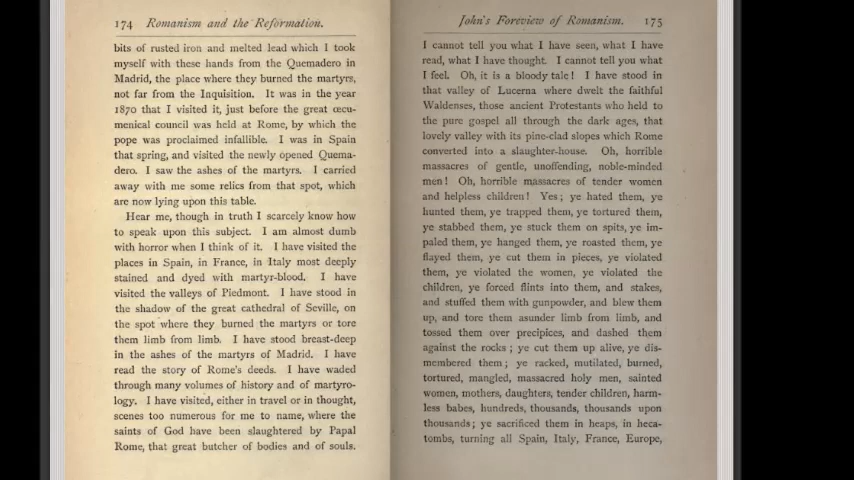 174 Romanism and the Reformation.
bits of rusted iron and melted lead which I took
myself with these hands from the Quemadero in
Madrid, the place where they burned the martyrs,
not far from the Inquisition. It was in the year
1870 that I visited it, just before the great œcu-
menical council was held at Rome, by which the
pope was proclaimed infallible. I was in Spain
that spring, and visited the newly opened Quema-
dero. I saw the ashes of the martyrs. I carried
away with me some relics from that spot, which
are now lying upon this table.
Hear me, though in truth I scarcely know how
to speak upon this subject. I am almost dumb
with horror when I think of it. I have visited the
places in Spain, in France, in Italy most deeply
stained and dyed with martyr-blood. I have
visited the valleys of Piedmont. I have stood in
the shadow of the great cathedral of Seville, on
the spot where they burned the martyrs or tore
them limb from limb. I have stood breast-deep
in the ashes of the martyrs of Madrid. I have
read the story of Rome's deeds. I have waded
through many volumes of history and of martyro-
logy. I have visited, either in travel or in thought,
scenes too numerous for me to name, where the
saints of God have been slaughtered by Papal
Rome, that great butcher of bodies and of souls.
John's Foreview of Romanism. 175
I cannot tell you what I have seen, what I have
read, what I have thought. I cannot tell you what
I feel. Oh, it is a bloody tale! I have stood in
that valley of Lucerna where dwelt the faithful
Waldenses, those ancient Protestants who held to
the pure gospel all through the dark ages, that
lovely valley with its pine-clad slopes which Rome
converted into a slaughter-house. Oh, horrible
massacres of gentle, unoffending, noble-minded
men! Oh, horrible massacres of tender women
and helpless children! Yes; ye hated them, ye
hunted them, ye trapped them, ye tortured them,
ye stabbed them, ye stuck them on spits, ye im-
paled them, ye hanged them, ye roasted them, ye
flayed them, ye cut them in pieces, ye violated
them, ye violated the women, ye violated the
children, ye forced flints into them, and stakes,
and stuffed them with gunpowder, and blew them
up, and tore them asunder limb from limb, and
tossed them over precipices, and dashed them
against the rocks; ye cut them up alive, ye dis-
membered them; ye racked, mutilated, burned,
tortured, mangled, massacred holy men, sainted
women, mothers, daughters, tender children, harm-
less babes, hundreds, thousands, thousands upon
thousands; ye sacrificed them in heaps, in heca-
tombs, turning all Spain, Italy, France, Europe,